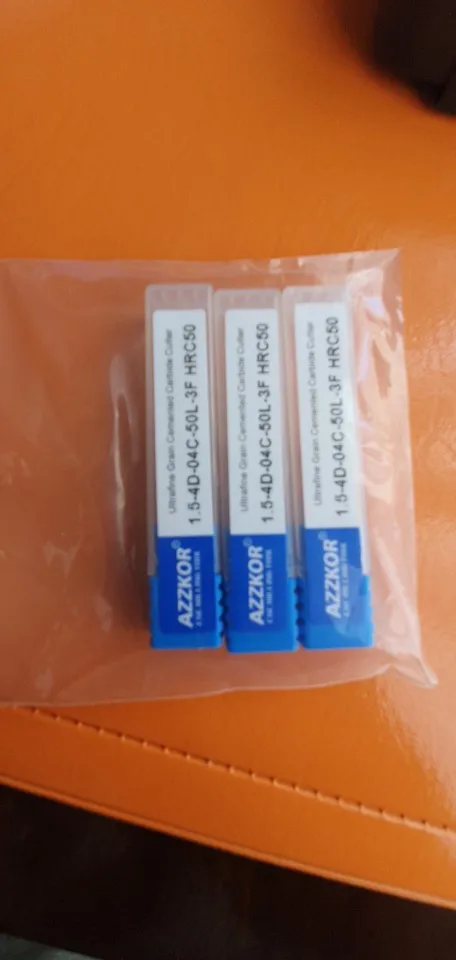 Ultrafine Grain Cemented Carbide Cutter
1.5-4D-04C-50L-3F HRC50
AZZKOR®
Ultrafine Grain Cemented Carbide Cutter
1.5-4D-04C-50L-3F HRC50
AZZKOR®
Ultrafine Grain Cemented Carbide Cutter
1.5-4D-04C-50L-3F HRC50
AZZKOR®